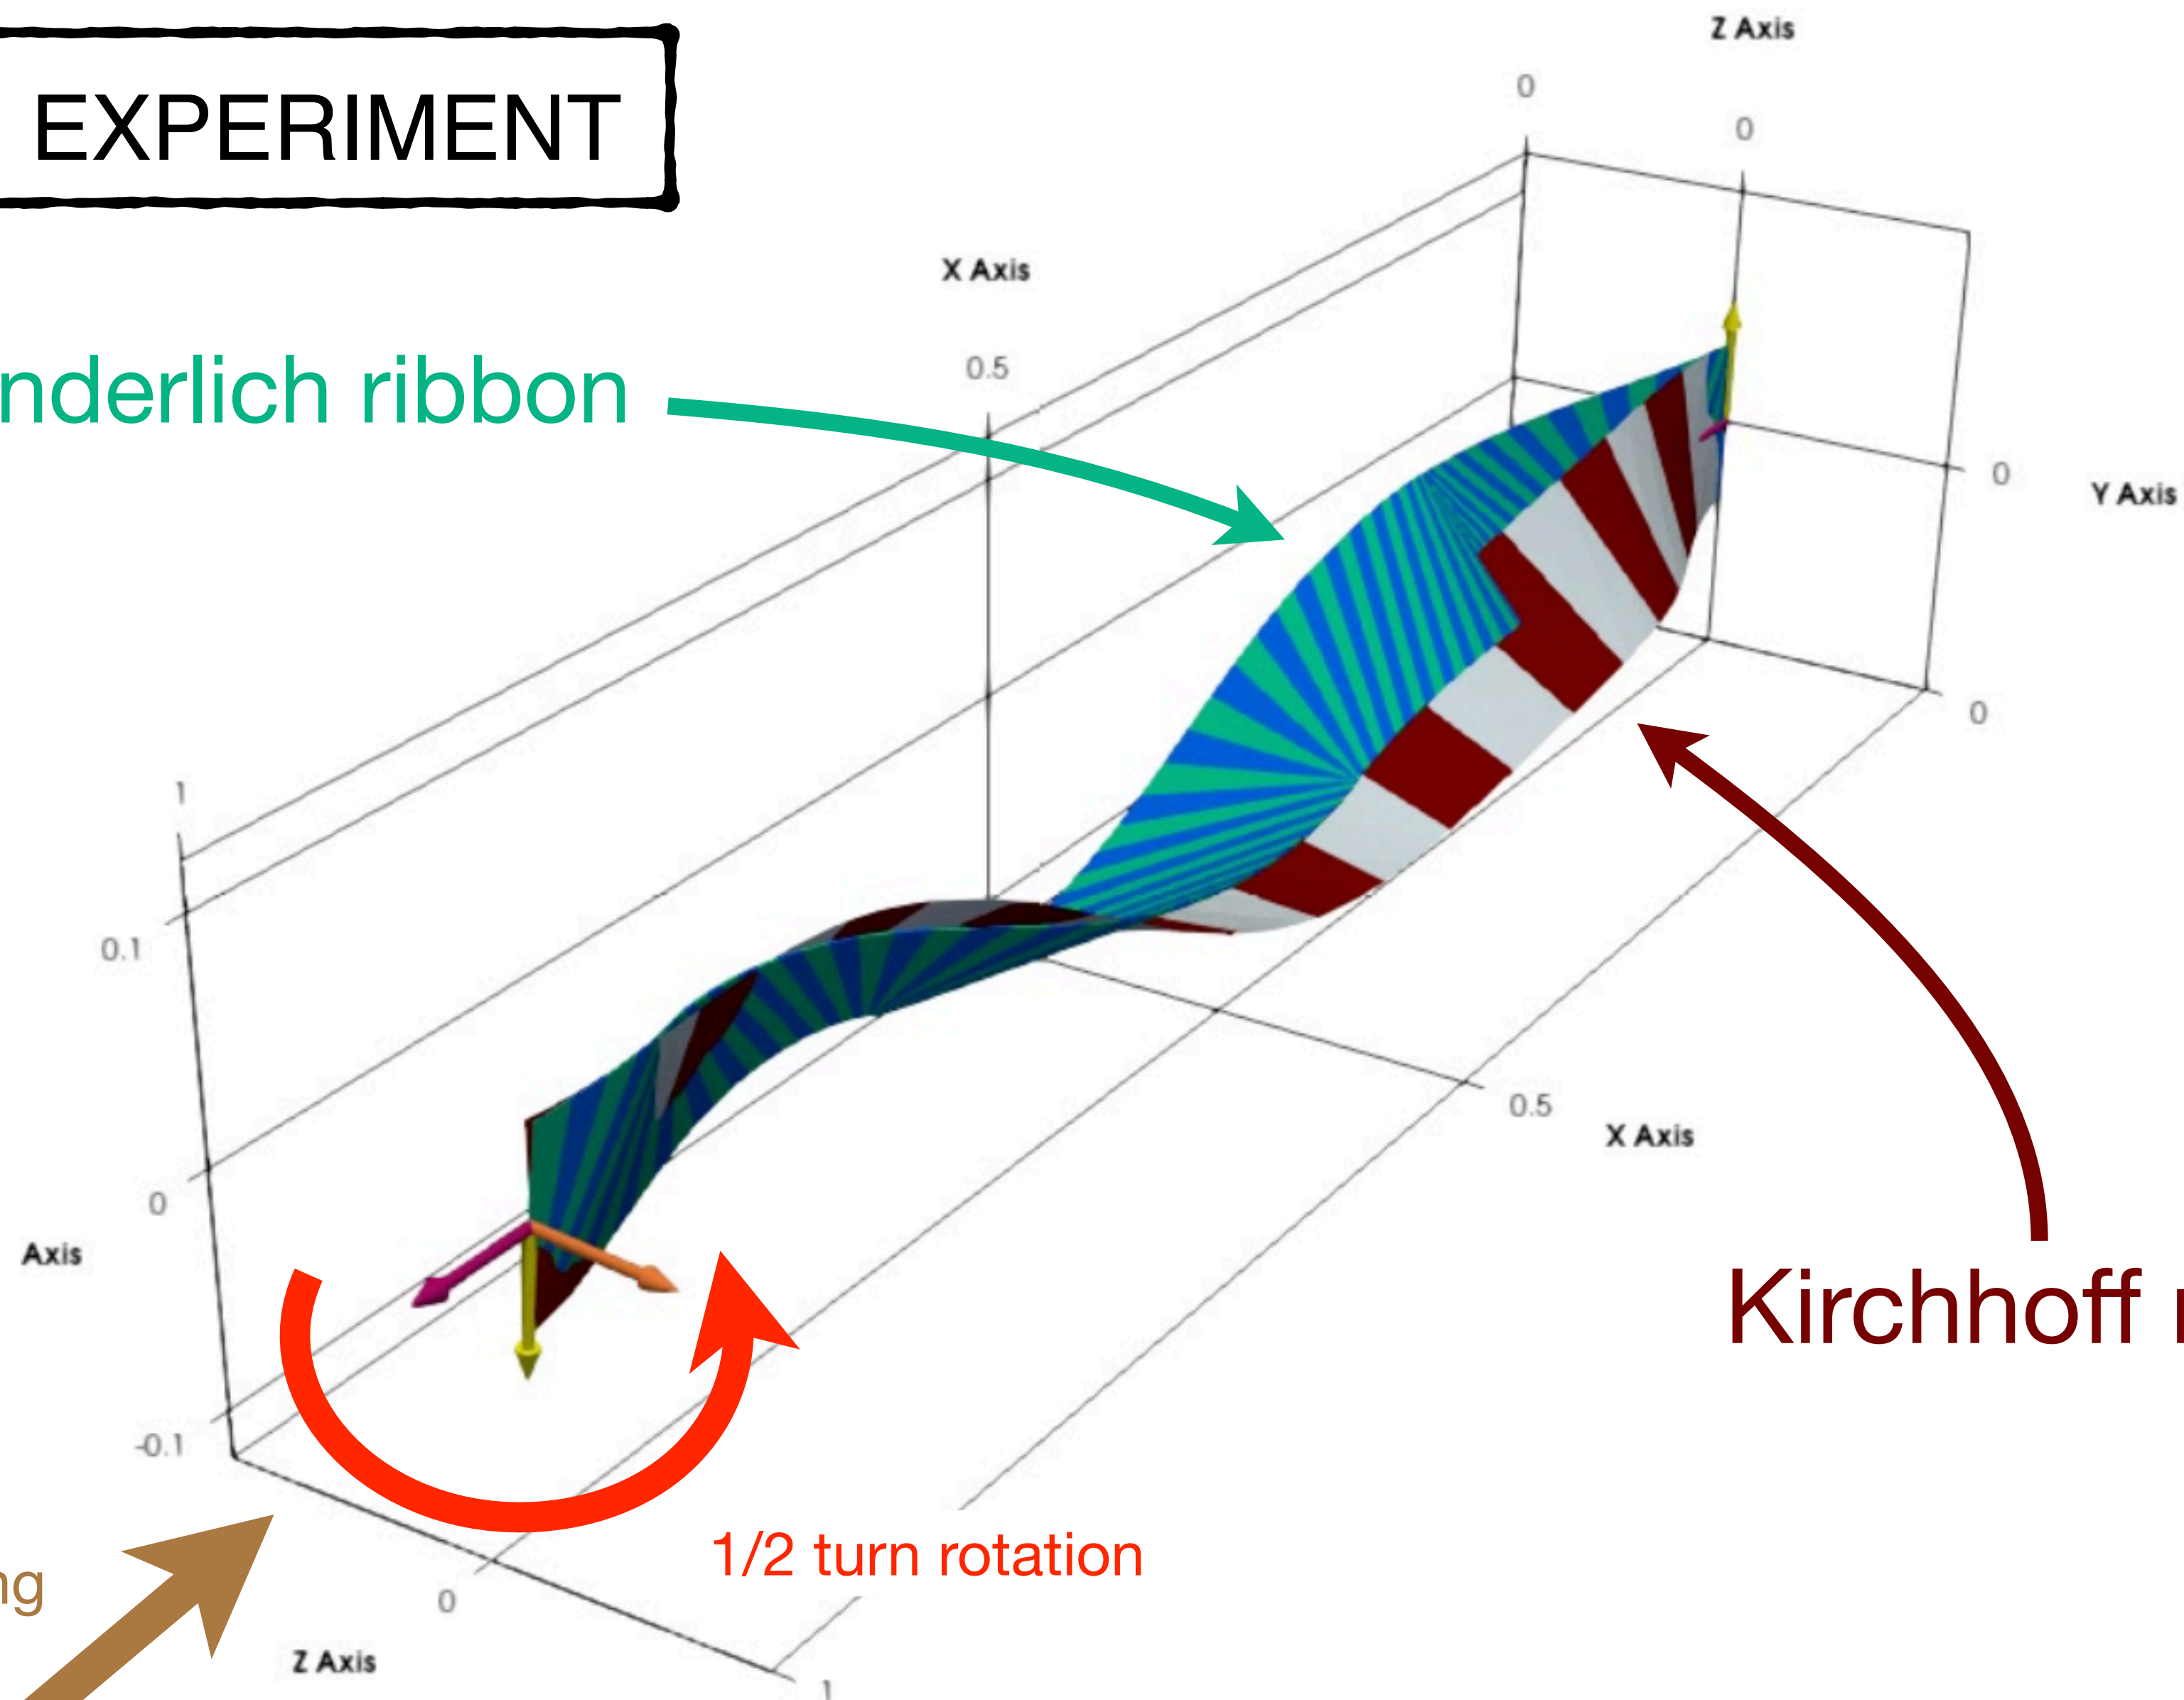 Z Axis
0
EXPERIMENT
0
X Axis
nderlich ribbon
0.5
0
Y Axis
0
1
0.1
0.5
X Axis
0
Axis
Kirchhoff
-0.1
1/2 turn rotation
ng
0
Z Axis
1